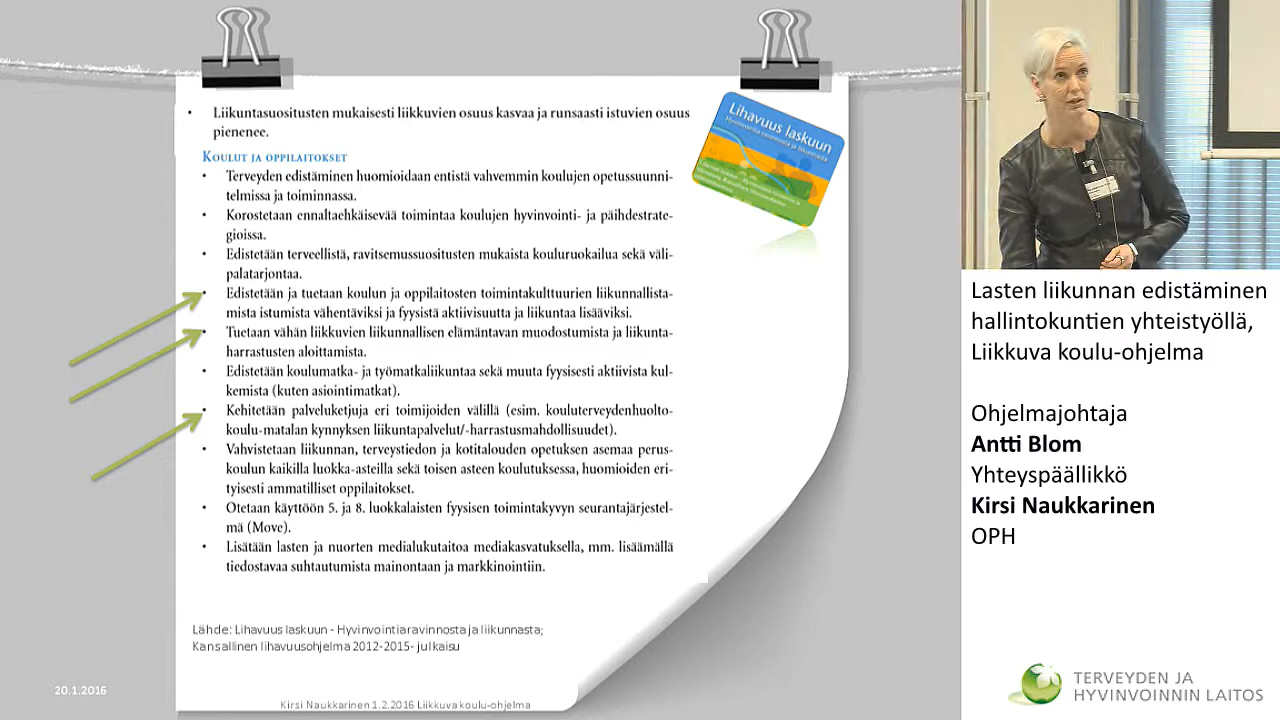 • Liikuntasuositusten mukaisesti liikkuvien osuus kasvaa ja runsaasti istuvien osuus
pienenee.
KOULUT JA OPPILAITOKSET
• Terveyden edistäminen huomioidaan entistä vahvemmin koulujen opetussuunni-
telmissa ja toiminnassa.
• Korostetaan ennaltaehkäisevää toimintaa koulujen hyvinvointi- ja päihdestrate-
gioissa.
• Edistetään terveellistä, ravitsemussuositusten mukaista kouluruokailua sekä väli-
palatarjontaa.
• Edistetään ja tuetaan koulun ja oppilaitosten toimintakulttuurien liikunnallista-
mista istumista vähentäviksi ja fyysistä aktiivisuutta ja liikuntaa lisääviksi.
• Tuetaan vähän liikkuvien liikunnallisen elämäntavan muodostumista ja liikunta-
harrastusten aloittamista.
• Edistetään koulumatka- ja työmatkaliikuntaa sekä muuta fyysisesti aktiivista kul-
kemista (kuten asiointimatkat).
• Kehitetään palveluketjuja eri toimijoiden välillä (esim. kouluterveydenhuolto-
koulu-matalan kynnyksen liikuntapalvelut/-harrastusmahdollisuudet).
• Vahvistetaan liikunnan, terveystiedon ja kotitalouden opetuksen asemaa perus-
koulun kaikilla luokka-asteilla sekä toisen asteen koulutuksessa, huomioiden eri-
tyisesti ammatilliset oppilaitokset.
• Otetaan käyttöön 5. ja 8. luokkalaisten fyysisen toimintakyvyn seurantajärjestel-
mä (Move).
• Lisätään lasten ja nuorten medialukutaitoa mediakasvatuksella, mm. lisäämällä
tiedostavaa suhtautumista mainontaan ja markkinointiin.
Lihavuus laskuun
Hyvinvointia ravinnosta ja liikunnasta
Lähde: Lihavuus laskuun - Hyvinvointiaravinnosta ja liikunnasta;
Kansallinen lihavuusohjelma 2012-2015- julkaisu
20.1.2016
Kirsi Naukkarinen 1.2.2016 Liikkuva koulu-ohjelma
Lasten liikunnan edistäminen
hallintokuntien yhteistyöllä,
Liikkuva koulu-ohjelma
Ohjelmajohtaja
Antti Blom
Yhteyspäällikkö
Kirsi Naukkarinen
OPH
TERVEYDEN JA
HYVINVOINNIN LAITOS